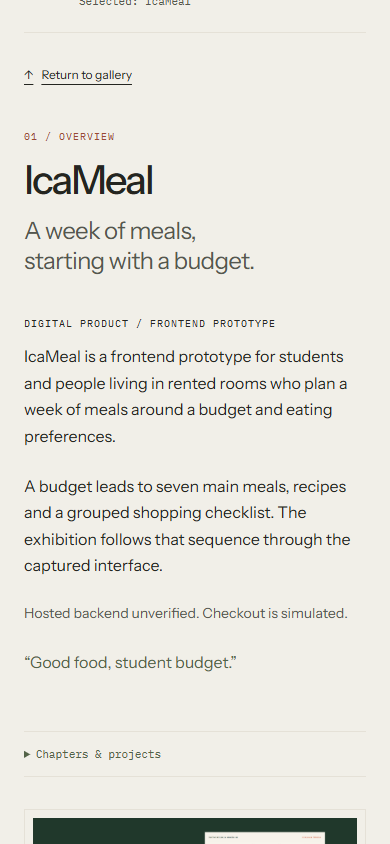 Selected: IcaMeal
↑ Return to gallery
01 / OVERVIEW
IcaMeal
A week of meals,
starting with a budget.
DIGITAL PRODUCT / FRONTEND PROTOTYPE
IcaMeal is a frontend prototype for students
and people living in rented rooms who plan a
week of meals around a budget and eating
preferences.
A budget leads to seven main meals, recipes
and a grouped shopping checklist. The
exhibition follows that sequence through the
captured interface.
Hosted backend unverified. Checkout is simulated.
“Good food, student budget.”
▶ Chapters & projects